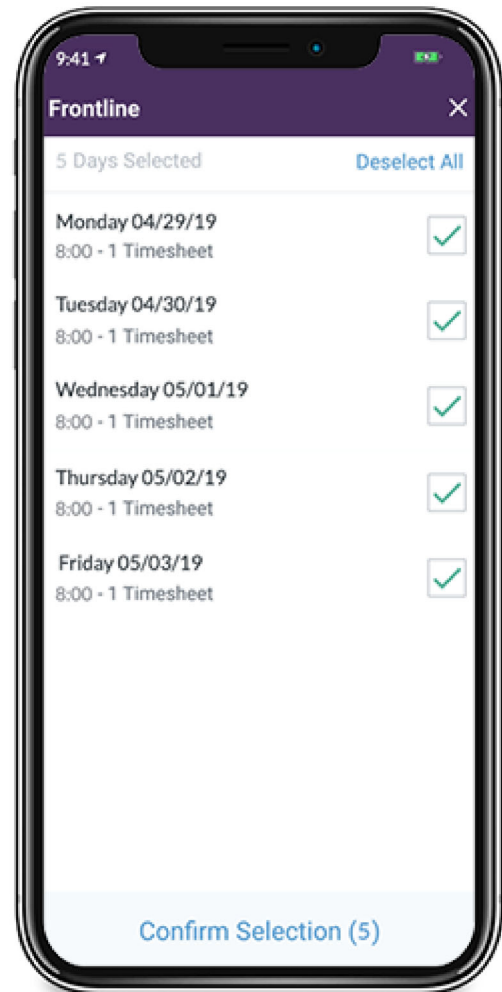 9:41
Frontline
5 Days Selected Deselect All
Monday 04/29/19
8:00 - 1 Timesheet
Tuesday 04/30/19
8:00 - 1 Timesheet
Wednesday 05/01/19
8:00 - 1 Timesheet
Thursday 05/02/19
8:00 - 1 Timesheet
Friday 05/03/19
8:00 - 1 Timesheet
Confirm Selection (5)